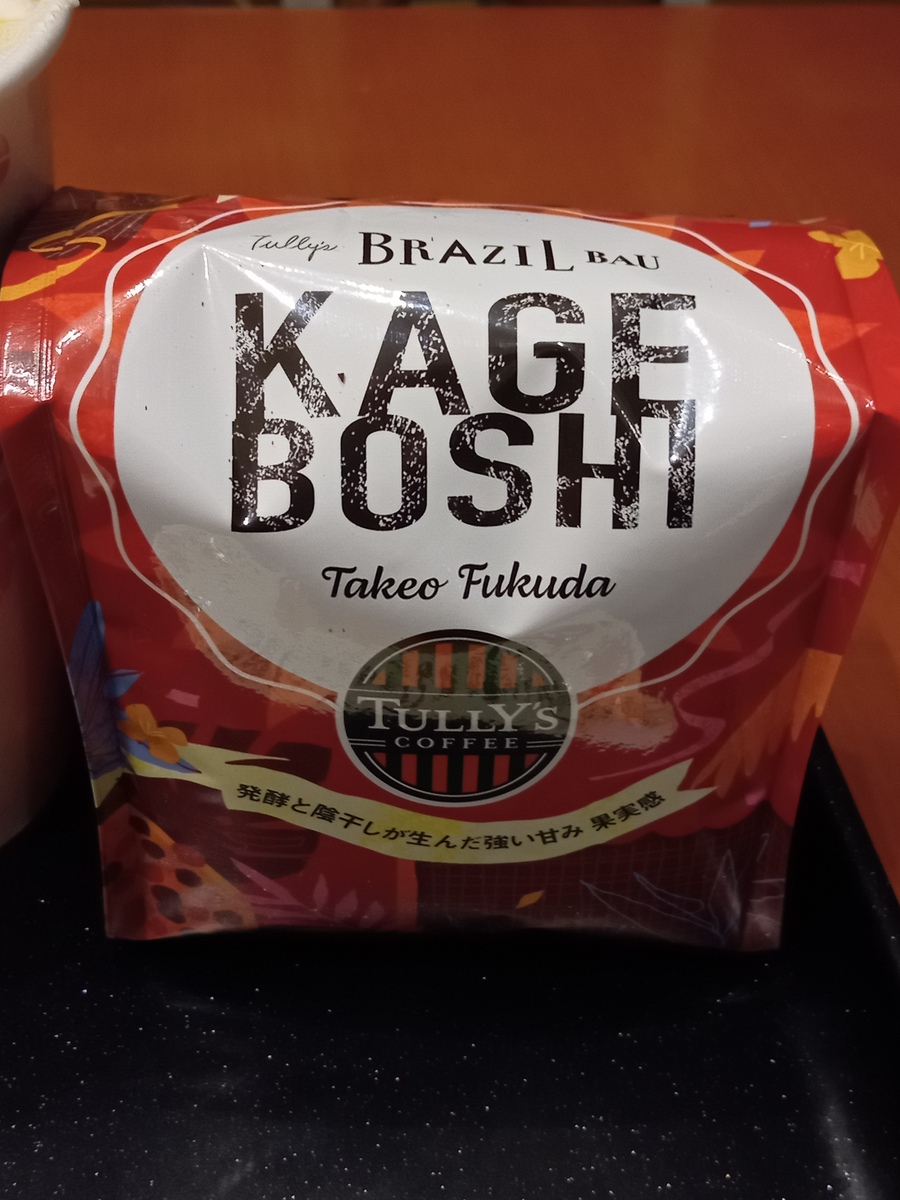 Tully's BRAZIL BAU
KAGE
BOSHI
Takeo Fukuda
TULLY'S
COFFEE
発酵と陰干しが生んだ強い甘み 果実感